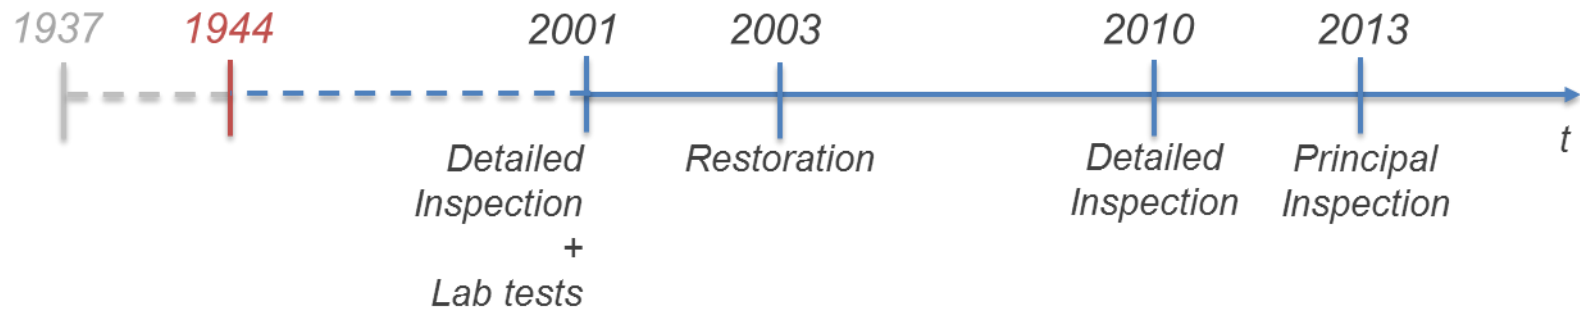 1937 1944 2001 2003 2010 2013
t
Detailed
Inspection
+
Lab tests
Restoration
Detailed
Inspection
Principal
Inspection